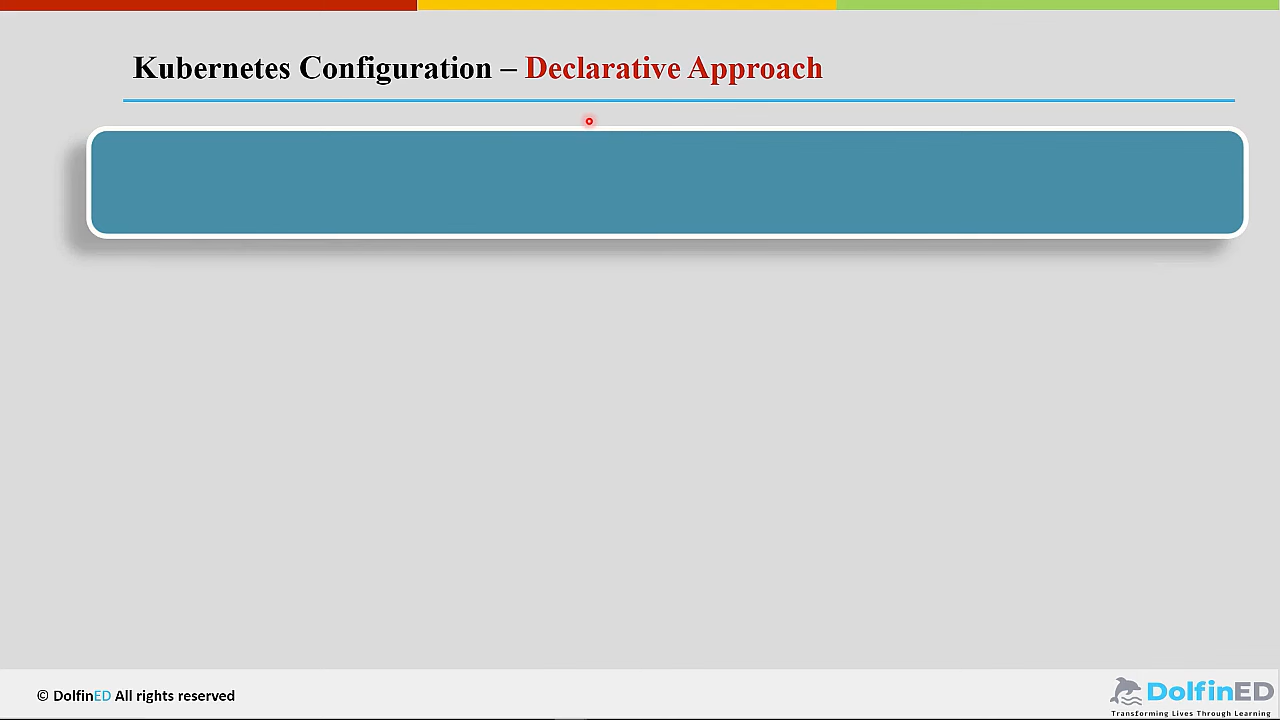 Kubernetes Configuration – Declarative Approach
© DolfinED All rights reserved
DolfinED
Transforming Lives Through Learning